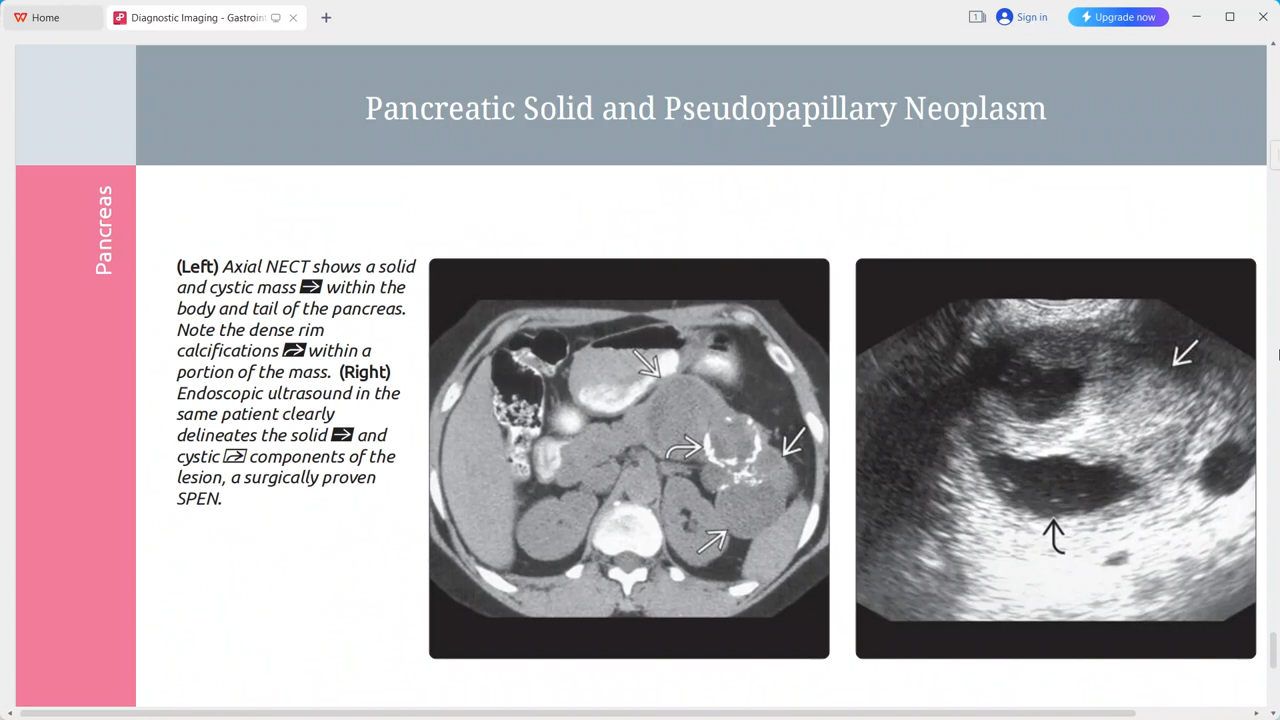 Home
Diagnostic Imaging - Gastroin
1
Sign in
Upgrade now
Pancreatic Solid and Pseudopapillary Neoplasm
Pancreas
(Left) Axial NECT shows a solid
and cystic mass within the
body and tail of the pancreas.
Note the dense rim
calcifications within a
portion of the mass. (Right)
Endoscopic ultrasound in the
same patient clearly
delineates the solid and
cystic components of the
lesion, a surgically proven
SPEN.